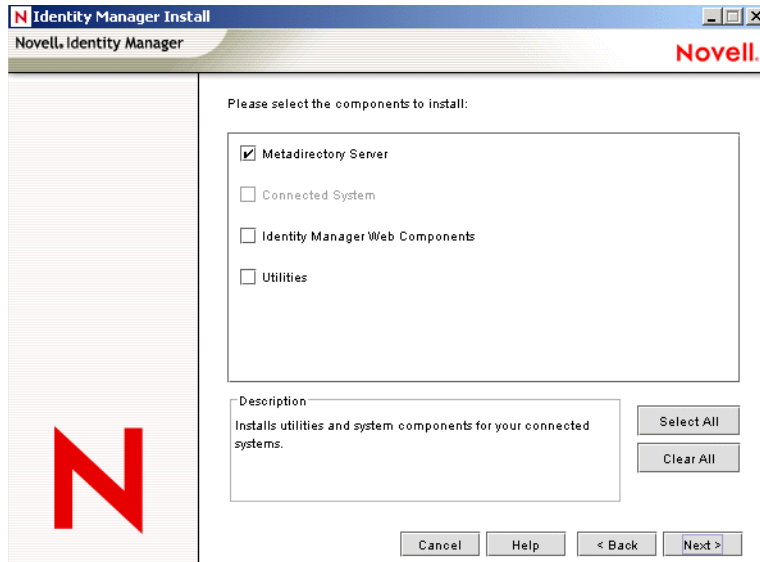 N Identity Manager Install
Novell. Identity Manager
Novell.
Please select the components to install:
Metadirectory Server
Connected System
Identity Manager Web Components
Utilities
Description
Installs utilities and system components for your connected
systems.
Select All
Clear All
N
Cancel
Help
< Back
Next >